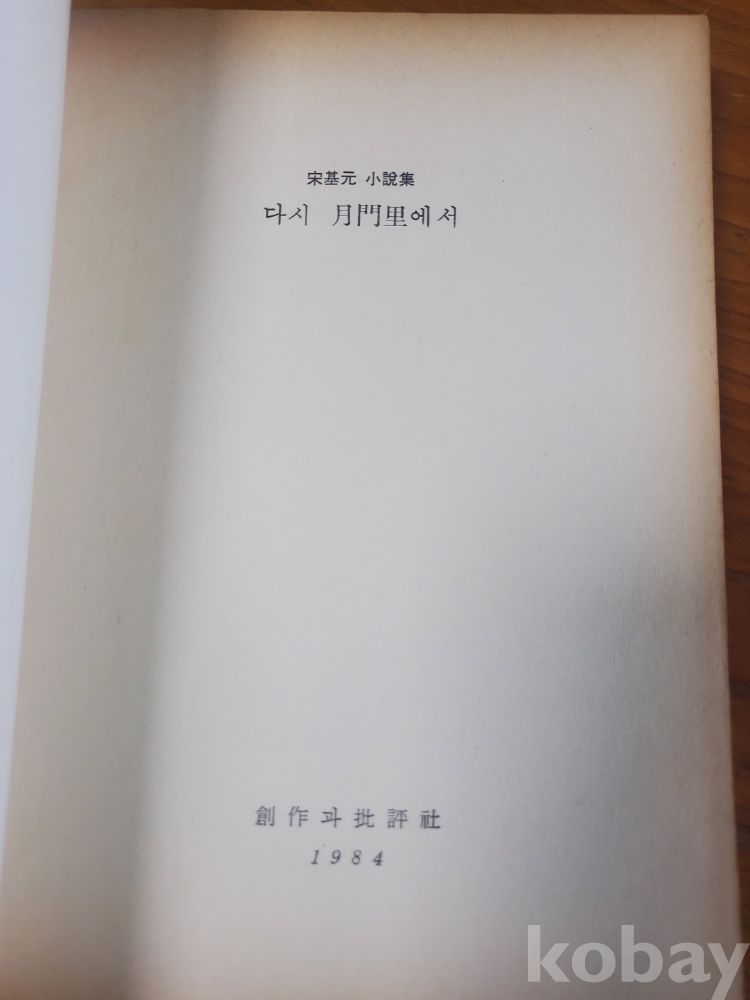 宋基元 小說集
다시 月門里에서
創作과批評社
1984
kobay